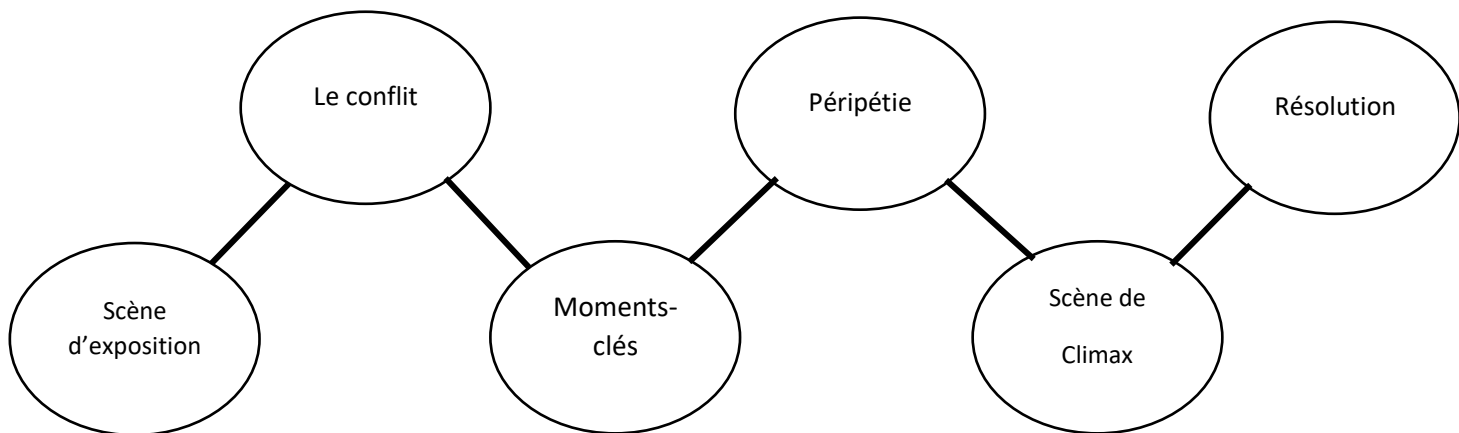 Scène
d’exposition
Le conflit
Moments-
clés
Péripétie
Scène de
Climax
Résolution